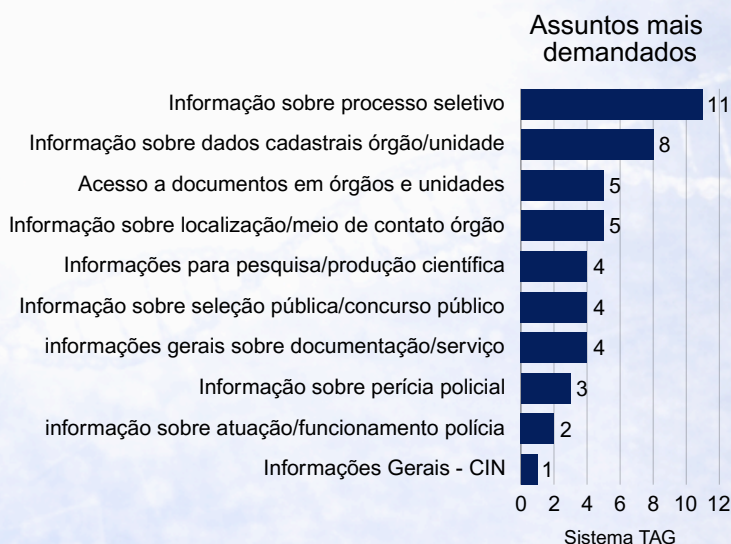 Assuntos mais
demandados
Informação sobre processo seletivo 11
Informação sobre dados cadastrais órgão/unidade 8
Acesso a documentos em órgãos e unidades 5
Informação sobre localização/meio de contato órgão 5
Informações para pesquisa/produção científica 4
Informação sobre seleção pública/concurso público 4
informações gerais sobre documentação/serviço 4
Informação sobre perícia policial 3
informação sobre atuação/funcionamento polícia 2
Informações Gerais - CIN 1
0 2 4 6 8 10 12
Sistema TAG